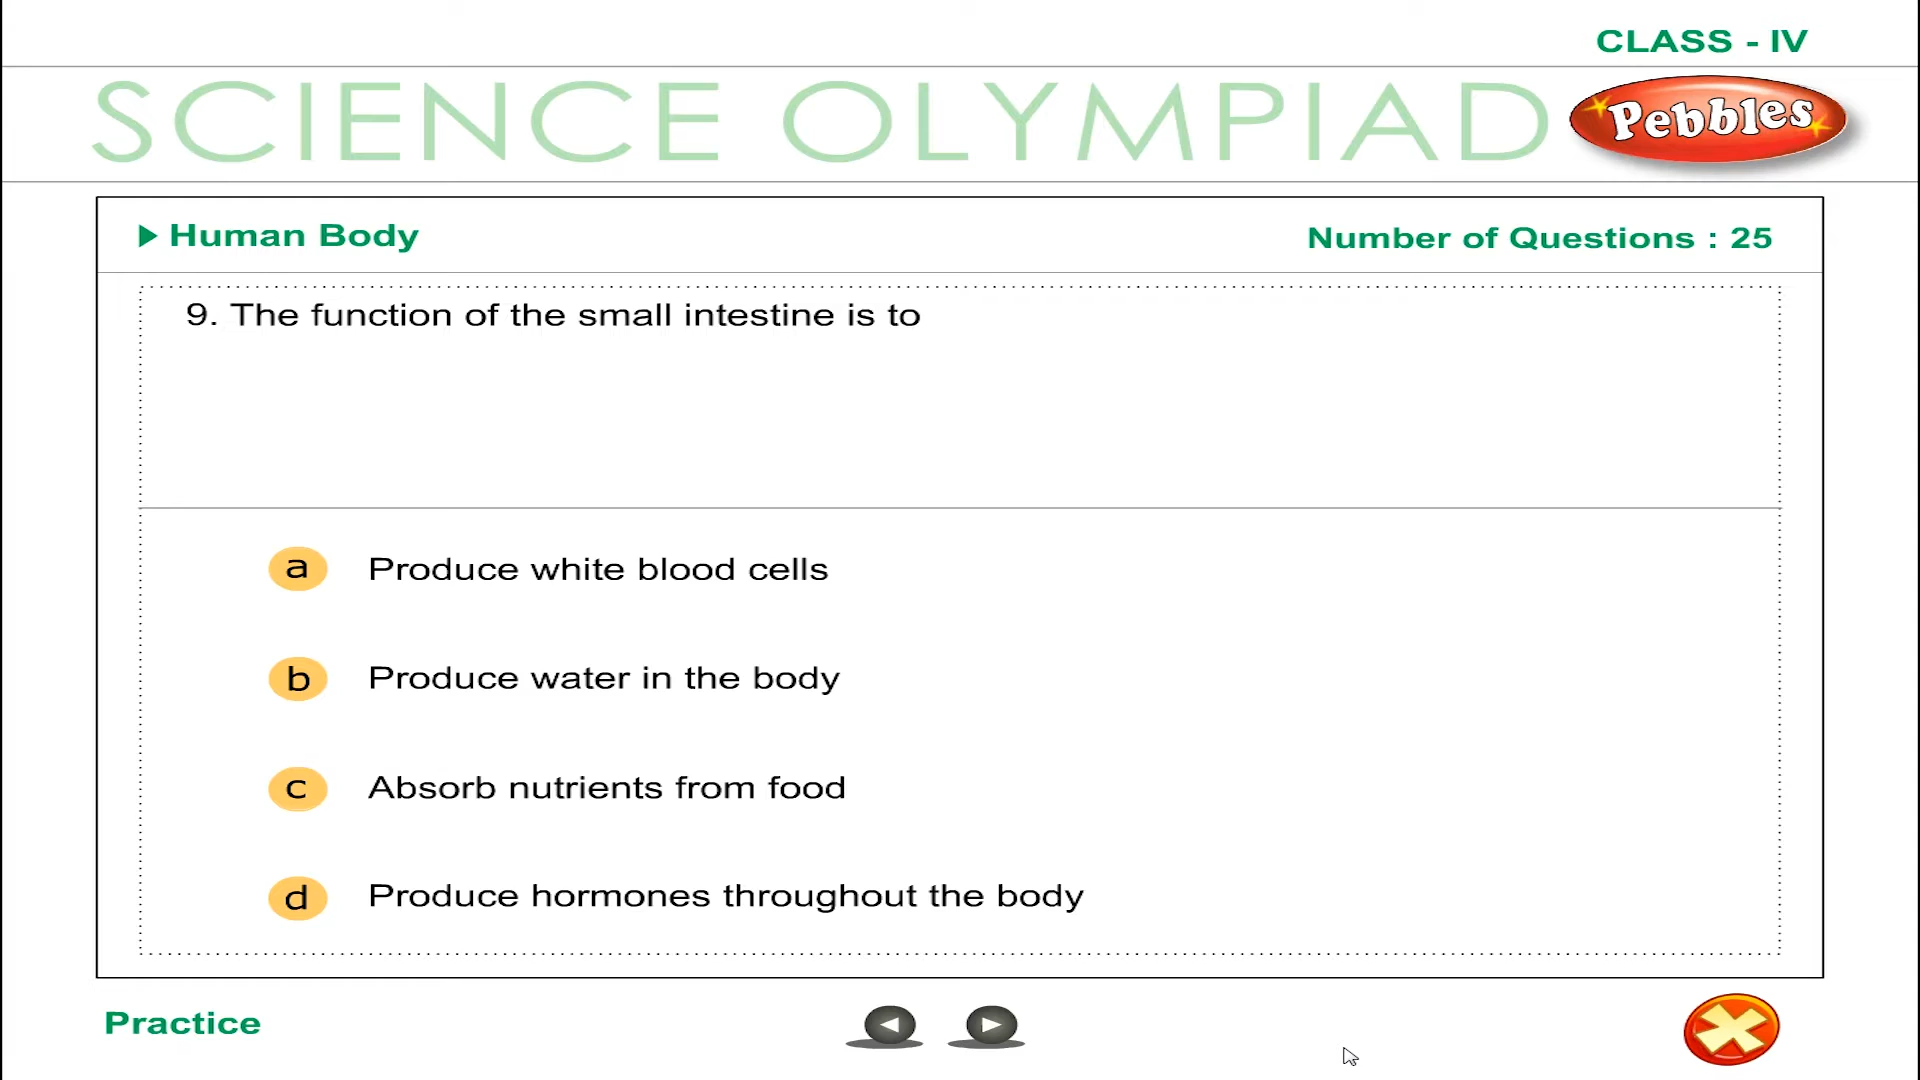 CLASS - IV
SCIENCE OLYMPIAD
Pebbles
Human Body
Number of Questions : 25
9. The function of the small intestine is to
a Produce white blood cells
b Produce water in the body
c Absorb nutrients from food
d Produce hormones throughout the body
Practice